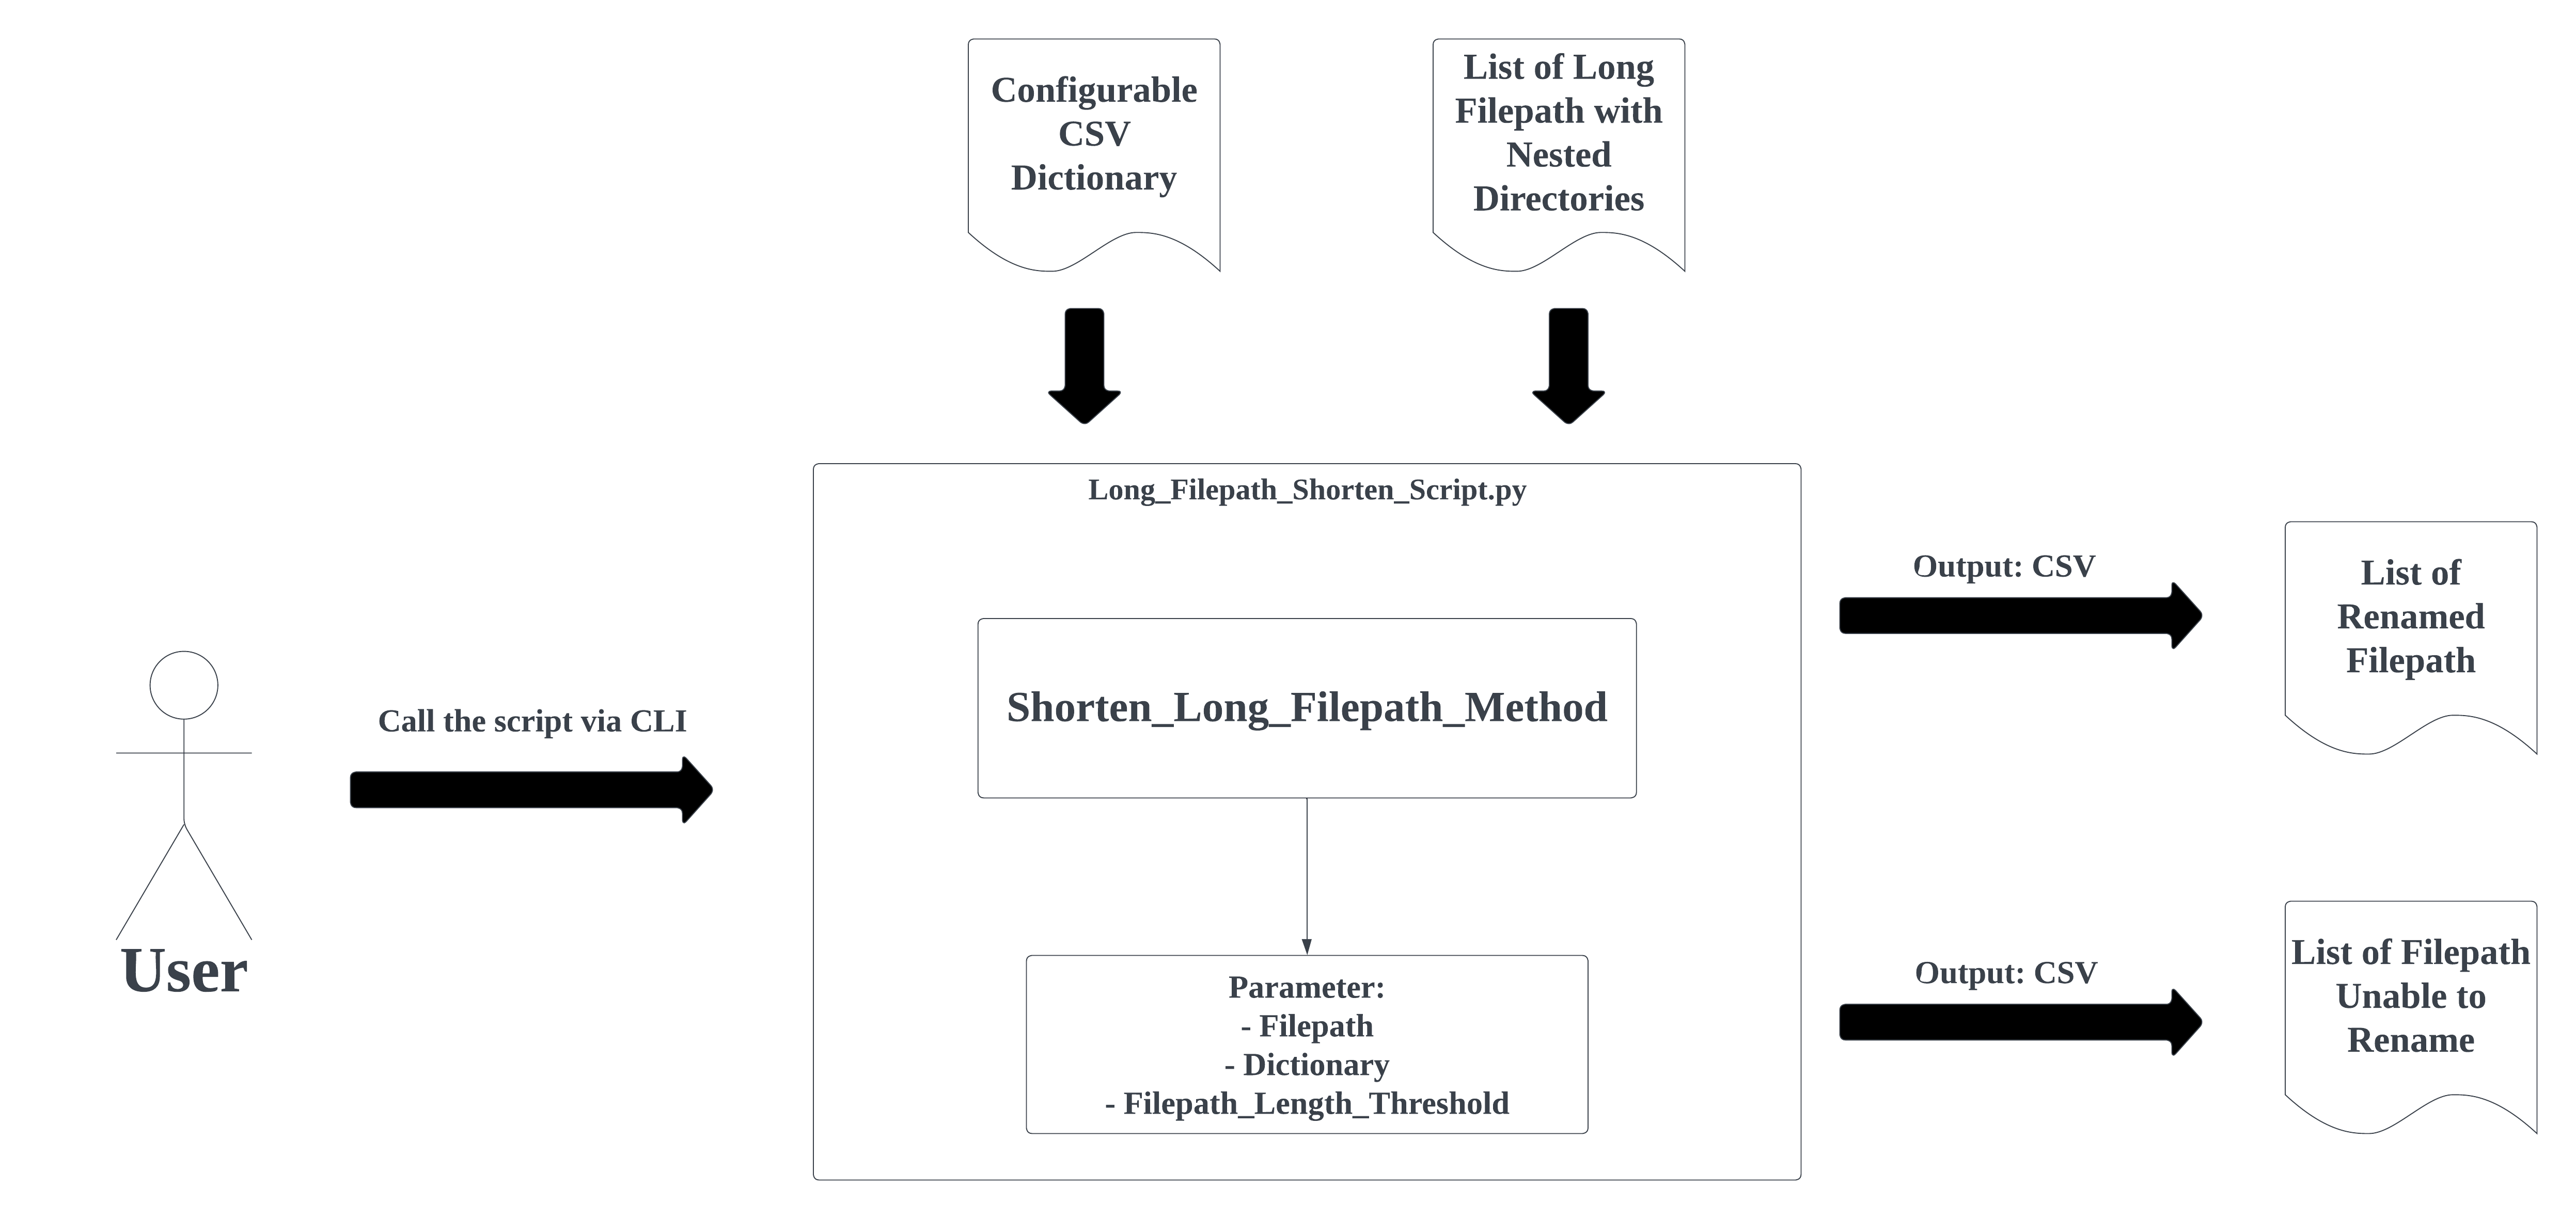 Configurable
CSV
Dictionary
List of Long
Filepath with
Nested
Directories
Long_Filepath_Shorten_Script.py
Shorten_Long_Filepath_Method
Parameter:
- Filepath
- Dictionary
- Filepath_Length_Threshold
Call the script via CLI
User
Output: CSV
List of
Renamed
Filepath
Output: CSV
List of Filepath
Unable to
Rename